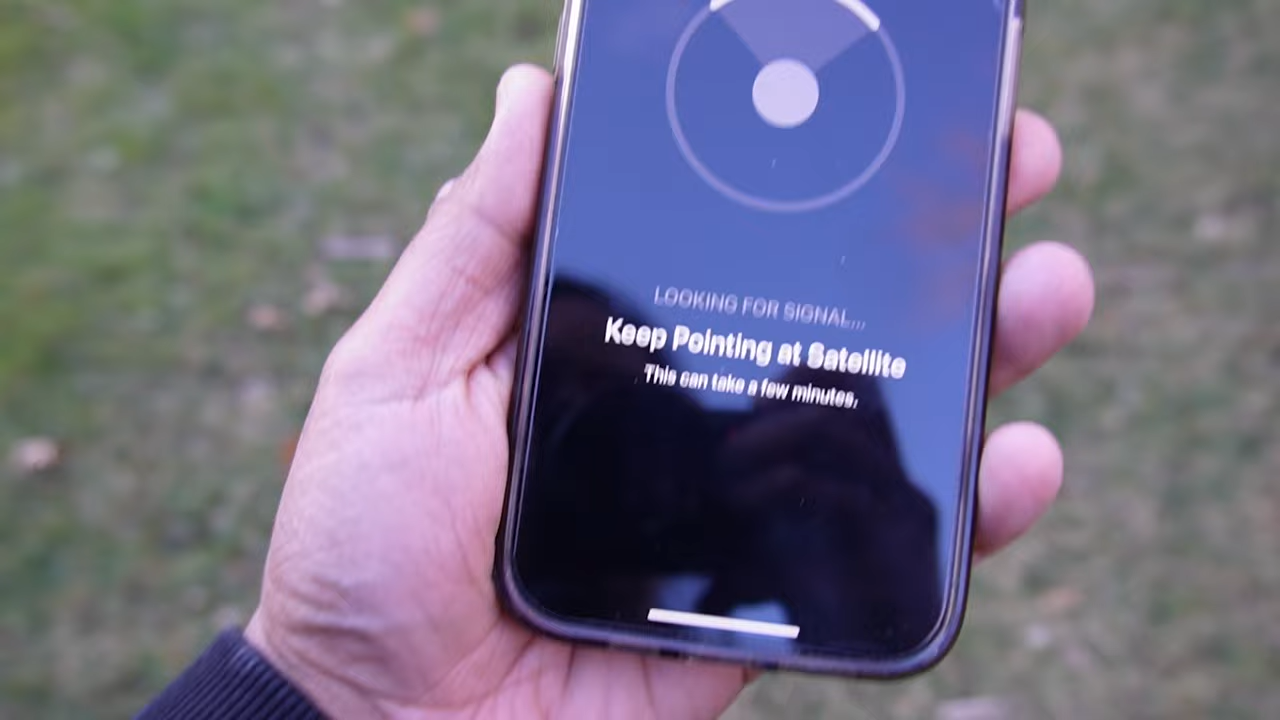 LOOKING FOR SIGNAL...
Keep Pointing at Satellite
This can take a few minutes.